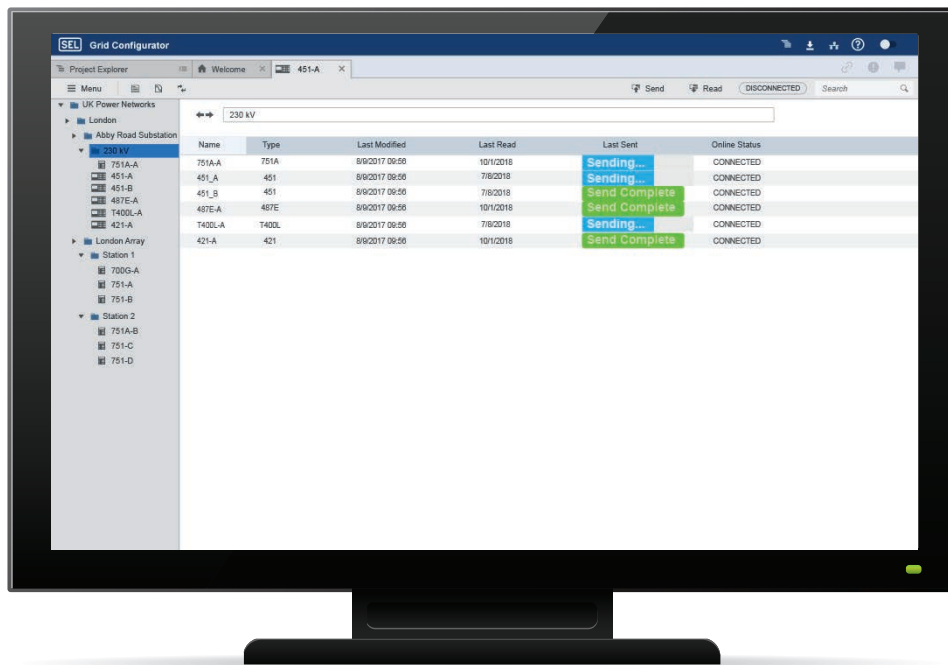 SEL Grid Configurator
Project Explorer Welcome 451-A
Menu Send Read DISCONNECTED Search
UK Power Networks
London
Abby Road Substation
230 kV
751A-A
451-A
451-B
487E-A
T400L-A
421-A
London Array
Station 1
700G-A
751-A
751-B
Station 2
751A-B
751-C
751-D
230 kV
Name Type Last Modified Last Read Last Sent Online Status
751A-A 751A 8/9/2017 09:56 10/1/2018 Sending... CONNECTED
451_A 451 8/9/2017 09:56 7/8/2018 Sending... CONNECTED
451_B 451 8/9/2017 09:56 7/8/2018 Send Complete CONNECTED
487E-A 487E 8/9/2017 09:56 10/1/2018 Send Complete CONNECTED
T400L-A T400L 8/9/2017 09:56 7/8/2018 Sending... CONNECTED
421-A 421 8/9/2017 09:56 10/1/2018 Send Complete CONNECTED